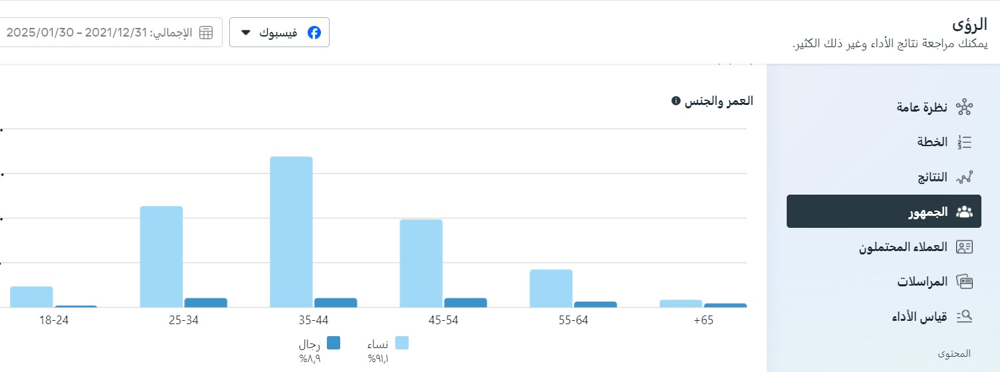 الرؤى
يمكنك مراجعة نتائج الأداء وغير ذلك الكثير.
فيسبوك
الإجمالي: 2021/12/31 – 2025/01/30
نظرة عامة
الخطة
النتائج
الجمهور
العملاء المحتملون
المراسلات
قياس الأداء
المحتوى
العمر والجنس
18-24 25-34 35-44 45-54 55-64 65+
نساء
%٩١٫١
رجال
%٨٫٩